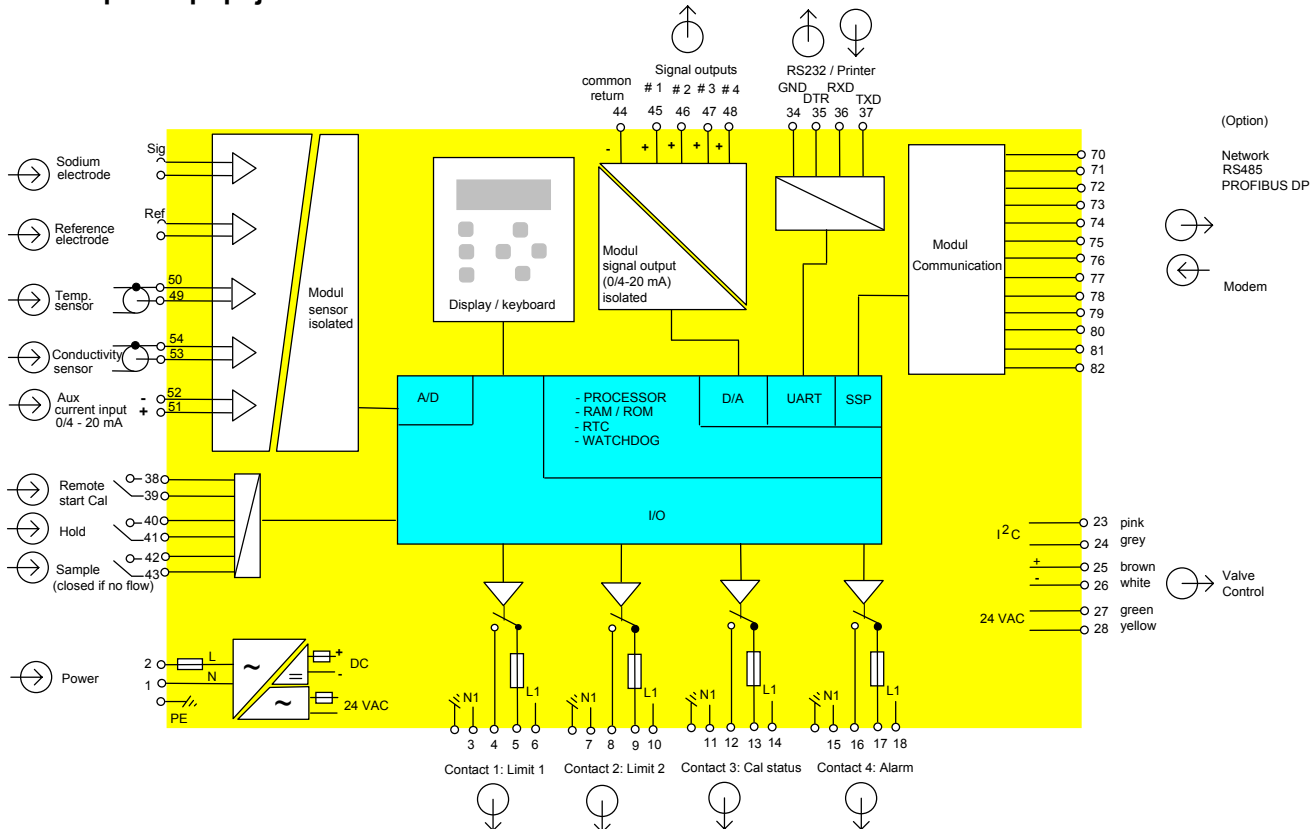 Signal outputs
RS232 / Printer
common
return
# 1 # 2 # 3 # 4
GND RXD
DTR TXD
44 45 46 47 48
34 35 36 37
- + + + +
(Option)
Sodium
electrode
Sig
Reference
electrode
Ref
Temp.
sensor
50
49
Conductivity
sensor
54
53
Aux
current input
0/4 - 20 mA
- 52
+ 51
Modul
sensor
isolated
Display / keyboard
Modul
signal output
(0/4-20 mA)
isolated
Modul
Communication
70
71
72
73
74
75
76
77
78
79
80
81
82
Network
RS485
PROFIBUS DP
Modem
A/D
- PROCESSOR
- RAM / ROM
- RTC
- WATCHDOG
D/A
UART
SSP
I/O
Remote
start Cal
38
39
Hold
40
41
Sample
(closed if no flow)
42
43
I2C
23 pink
24 grey
+ 25 brown
- 26 white
24 VAC
27 green
28 yellow
Valve
Control
Power
2 L
1 N
PE
~
=
~
+
DC
-
24 VAC
N1 L1
N1 L1
N1 L1
N1 L1
3 4 5 6
7 8 9 10
11 12 13 14
15 16 17 18
Contact 1: Limit 1
Contact 2: Limit 2
Contact 3: Cal status
Contact 4: Alarm